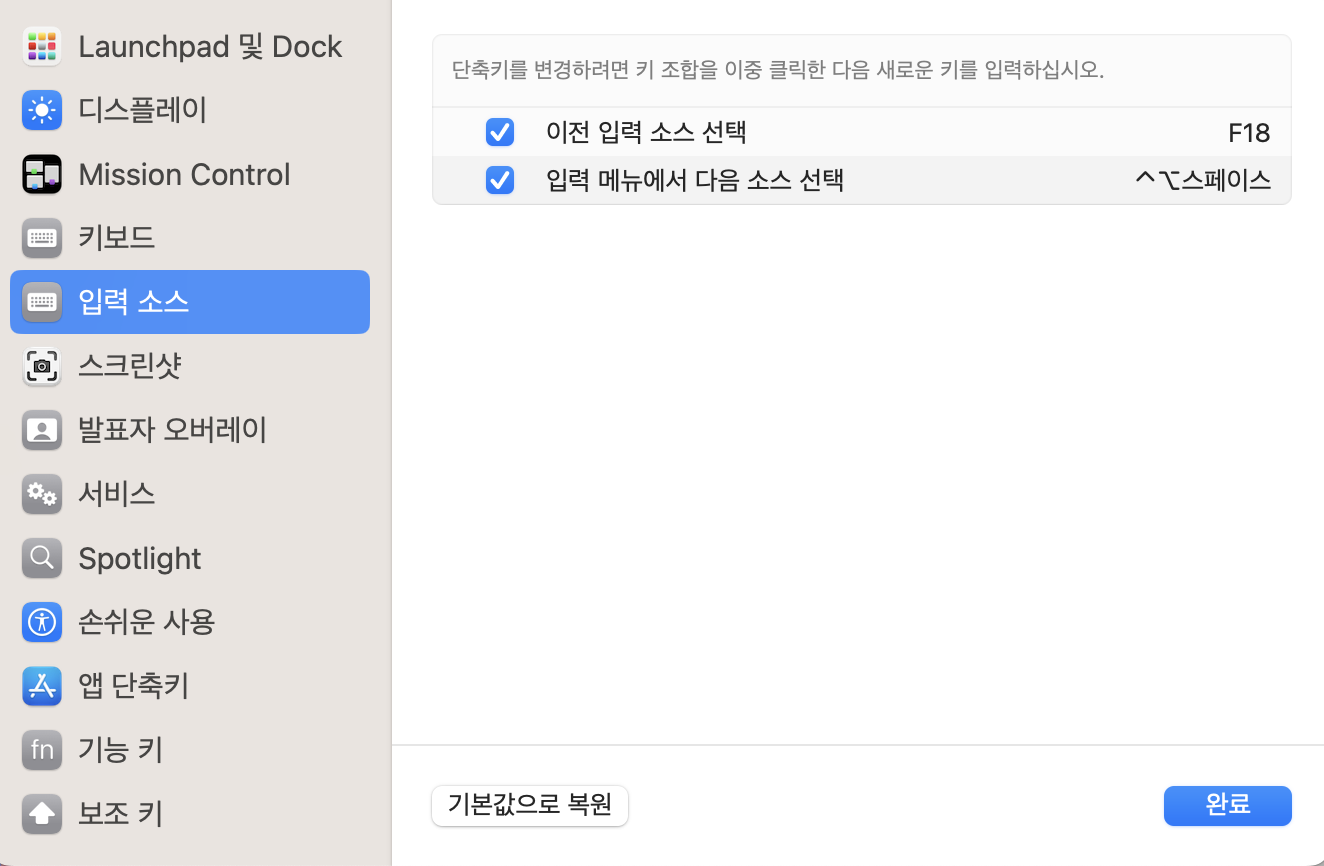 Launchpad 및 Dock
디스플레이
Mission Control
키보드
입력 소스
스크린샷
발표자 오버레이
서비스
Spotlight
손쉬운 사용
앱 단축키
fn 기능 키
보조 키
단축키를 변경하려면 키 조합을 이중 클릭한 다음 새로운 키를 입력하십시오.
이전 입력 소스 선택 F18
입력 메뉴에서 다음 소스 선택 ^⌥스페이스
기본값으로 복원
완료